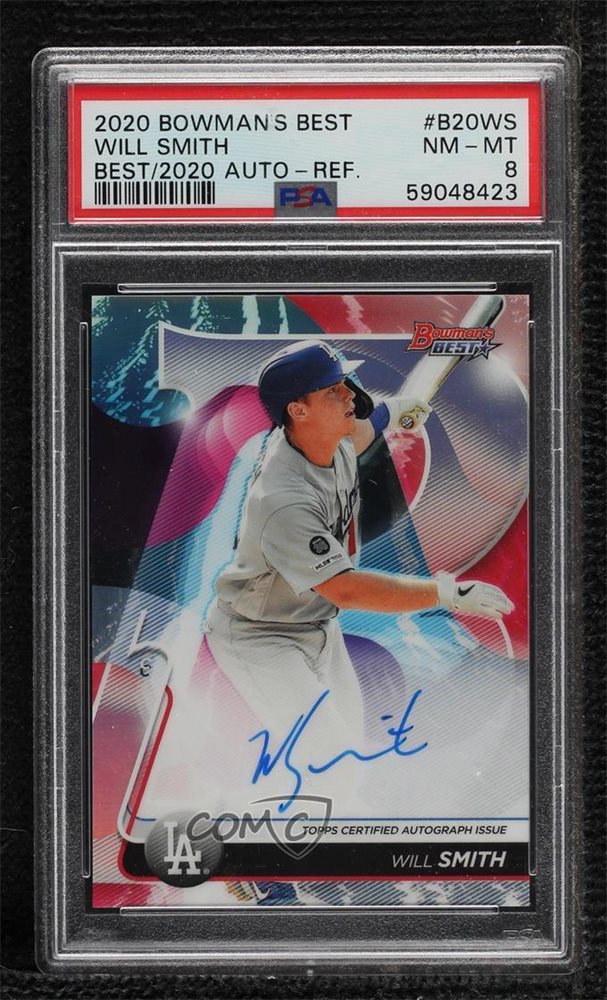 2020 BOWMAN'S BEST #B20WS
WILL SMITH NM – MT
BEST/2020 AUTO – REF. 8
PSA 59048423
Bowman's
BEST
LA
COMC
TOPPS CERTIFIED AUTOGRAPH ISSUE
WILL SMITH
PSA